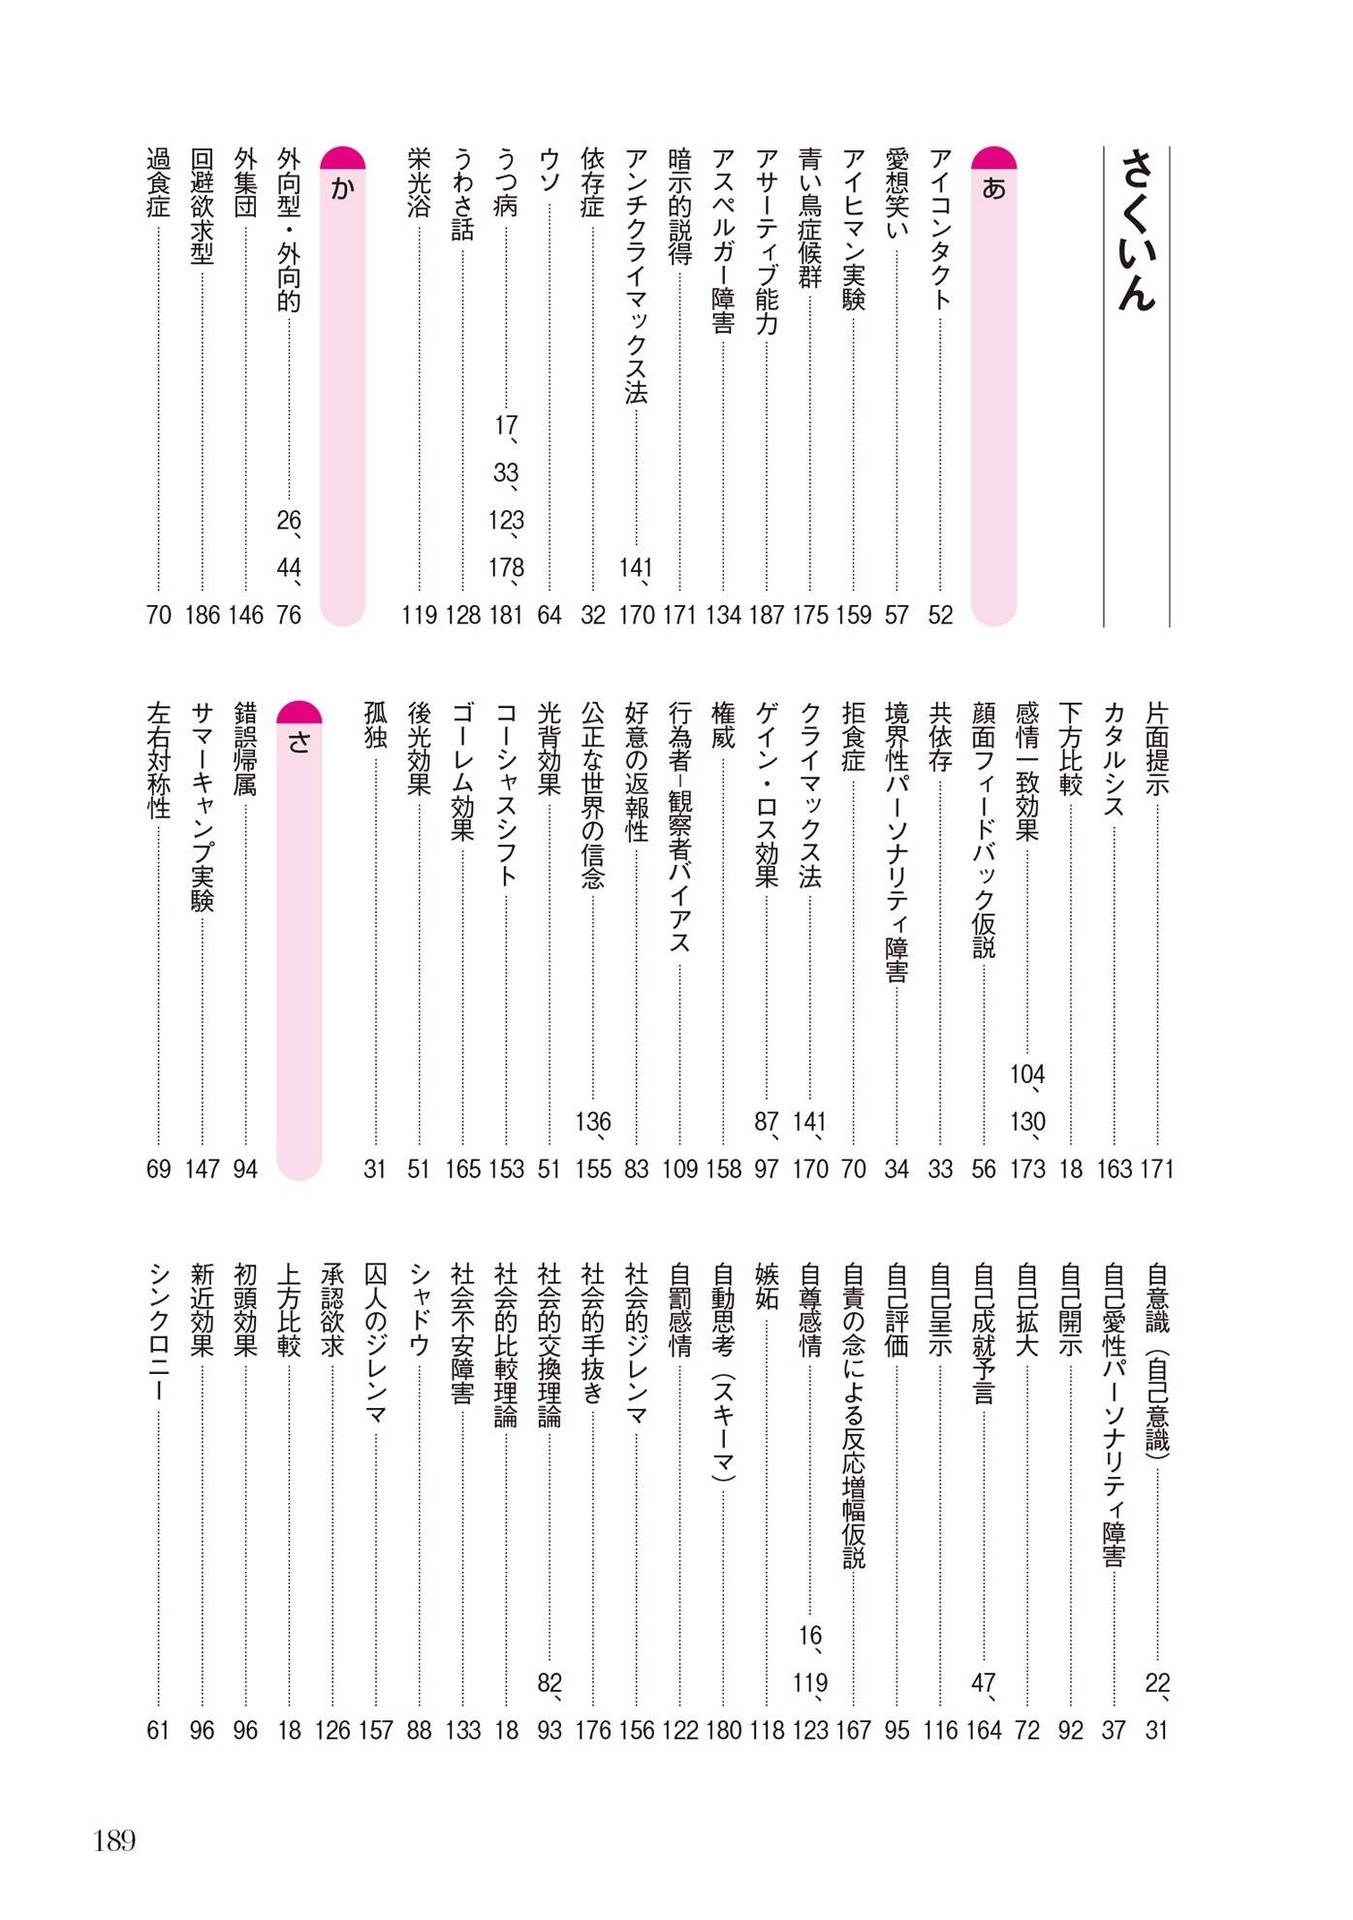 さくいん
あ
アイコンタクト 52
愛想笑い 57
アイヒマン実験 159
青い鳥症候群 175
アサーティブ能力 187
アスペルガー障害 134
暗示的説得 171
アンチクライマックス法 141、170
依存症 32
ウソ 64
うつ病 17、33、123、178、181
うわさ話 128
栄光浴 119
か
外向型・外向的 26、44、76
外集団 146
回避欲求型 186
過食症 70
片面提示 171
カタルシス 163
下方比較 18
感情一致効果 104、130、173
顔面フィードバック仮説 56
共依存 33
境界性パーソナリティ障害 34
拒食症 70
クライマックス法 141、170
ゲイン・ロス効果 87、97
権威 158
行為者−観察者バイアス 109
好意の返報性 83
公正な世界の信念 136、155
光背効果 51
コーシャスシフト 153
ゴーレム効果 165
後光効果 51
孤独 31
さ
錯誤帰属 94
サマーキャンプ実験 147
左右対称性 69
自意識（自己意識） 22、31
自己愛性パーソナリティ障害 37
自己開示 92
自己拡大 72
自己成就予言 47、164
自己呈示 116
自己評価 95
自責の念による反応増幅仮説 167
自尊感情 16、119、123
嫉妬 118
自動思考（スキーマ） 180
自罰感情 122
社会的ジレンマ 156
社会的手抜き 176
社会的交換理論 82、93
社会的比較理論 18
社会不安障害 133
シャドウ 88
囚人のジレンマ 157
承認欲求 126
上方比較 18
初頭効果 96
新近効果 96
シンクロニー 61
189